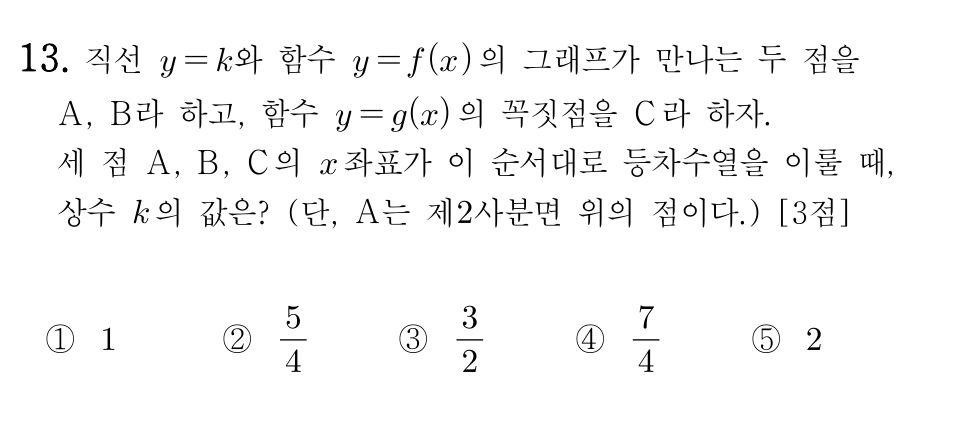 13. 직선 y=k와 함수 y=f(x)의 그래프가 만나는 두 점을
A, B라 하고, 함수 y=g(x)의 꼭짓점을 C라 하자.
세 점 A, B, C의 x좌표가 이 순서대로 등차수열을 이룰 때,
상수 k의 값은? (단, A는 제2사분면 위의 점이다.) [3점]
① 1 ② 5/4 ③ 3/2 ④ 7/4 ⑤ 2